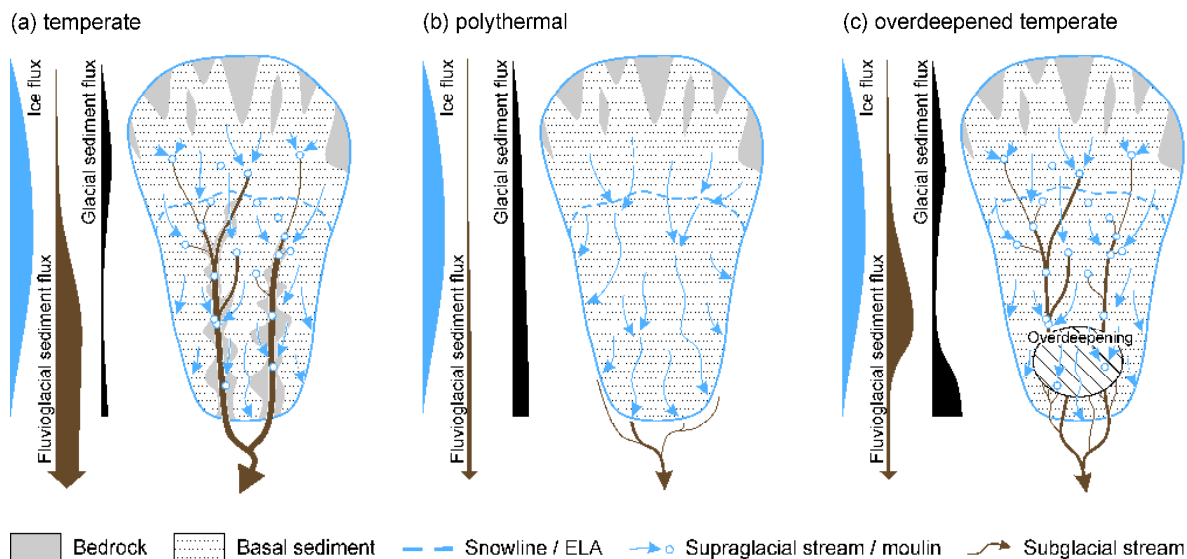 (a) temperate
(b) polythermal
(c) overdeepened temperate
Ice flux
Glacial sediment flux
Fluvioglacial sediment flux
Ice flux
Glacial sediment flux
Fluvioglacial sediment flux
Ice flux
Glacial sediment flux
Fluvioglacial sediment flux
Overdeepening
Bedrock
Basal sediment
Snowline / ELA
Supraglacial stream / moulin
Subglacial stream